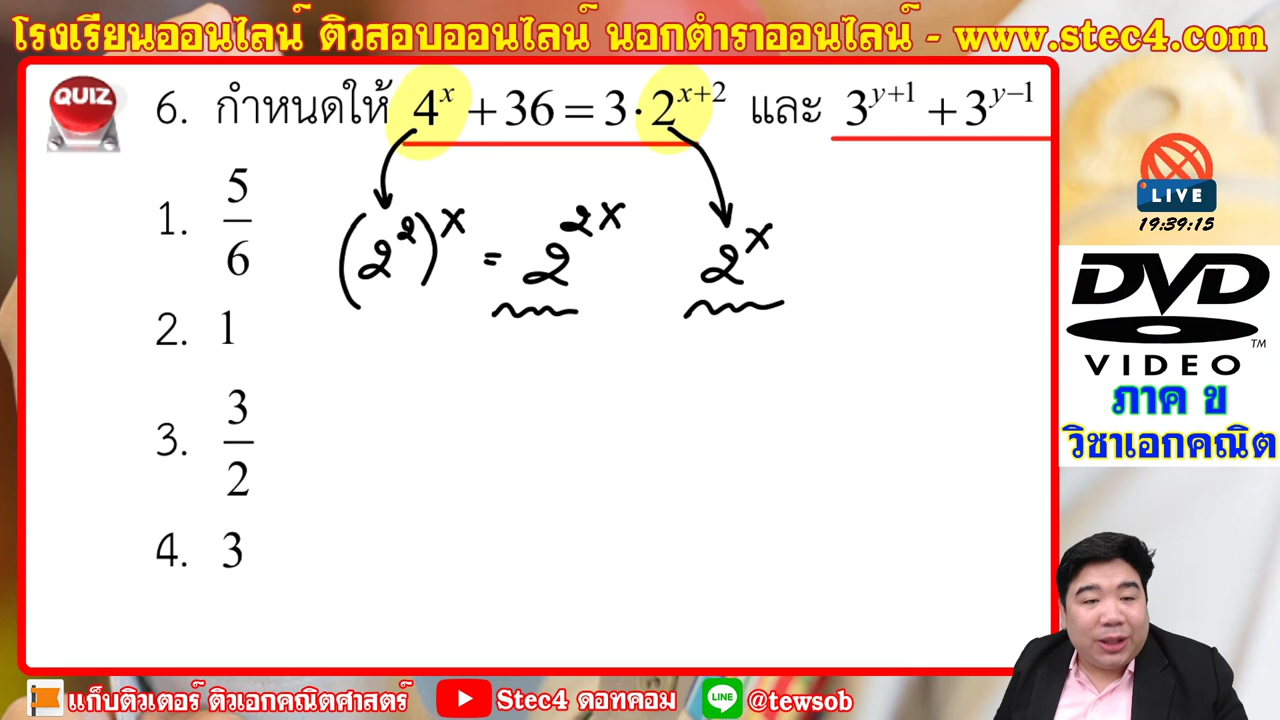 โรงเรียนออนไลน์ ติวสอบออนไลน์ นอกตำราออนไลน์ - www.stec4.com
QUIZ
6. กำหนดให้ 4^x + 36 = 3 · 2^{x+2} และ 3^{y+1} + 3^{y−1}
(2^2)^x = 2^{2x} 2^x
1. 5/6
2. 1
3. 3/2
4. 3
LIVE
19:39:15
DVD
TM
VIDEO
ภาค ข
วิชาเอกคณิต
แก็บติวเตอร์ ติวเอกคณิตศาสตร์ Stec4 ดอทคอม LINE @tewsob